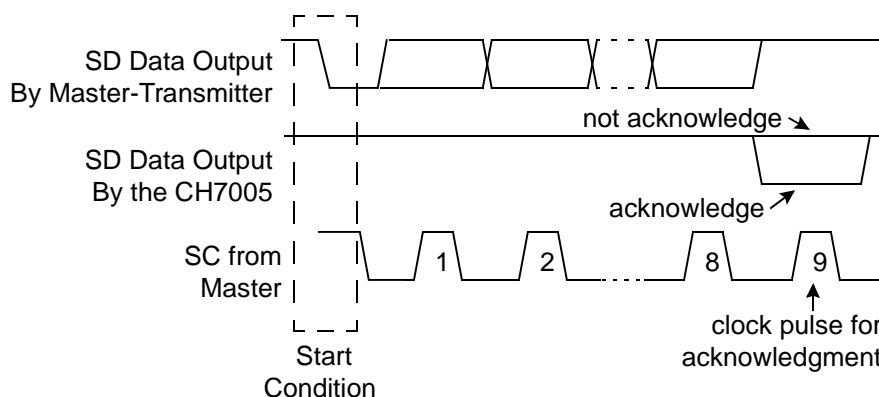 SD Data Output
By Master-Transmitter
not acknowledge
SD Data Output
By the CH7005
acknowledge
SC from
Master
1
2
8
9
clock pulse for
acknowledgment
Start
Condition